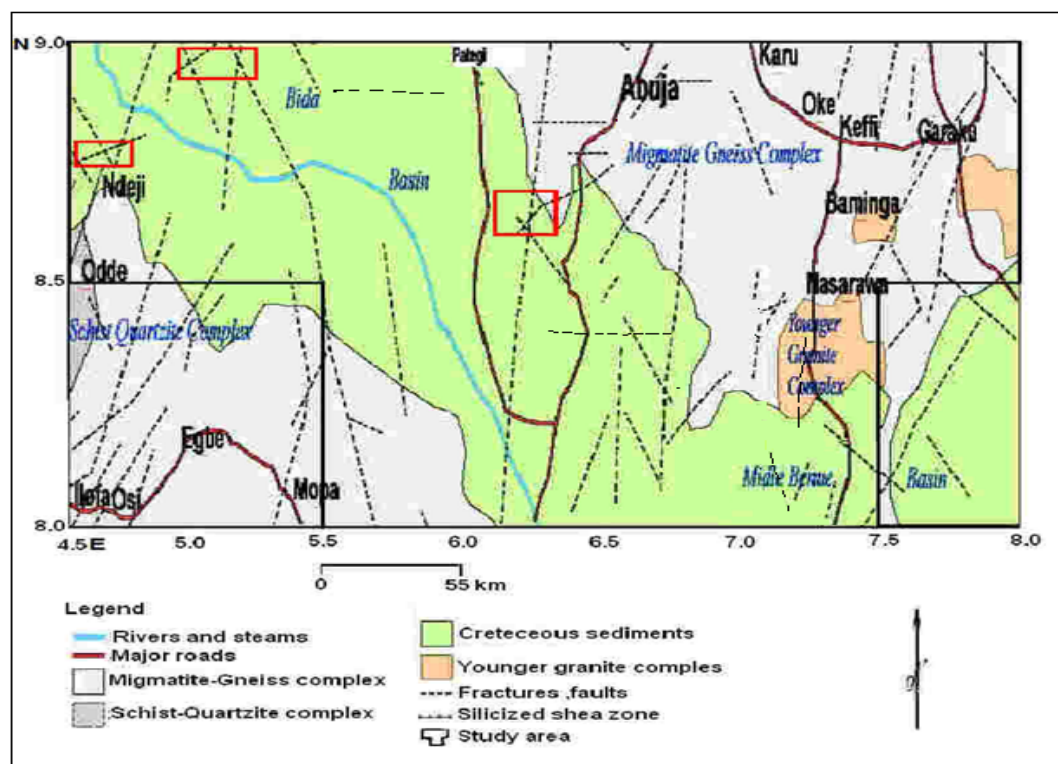 N 9.0
Pategi
Karu
Bida
Abuja
Oke
Keffi
Garaku
Migmatite Gneiss Complex
Basin
Ndeji
Baminga
Odde
8.5
Nasarawa
Schist Quartzite Complex
Younger
Granite
Complex
Egbe
Mopa
Osi
Midle Benue
Basin
8.0
4.5 E 5.0 5.5 6.0 6.5 7.0 7.5 8.0
0 55 km
Legend
Rivers and steams
Major roads
Migmatite-Gneiss complex
Schist-Quartzite complex
Creteceous sediments
Younger granite comples
Fractures ,faults
Silicized shea zone
Study area